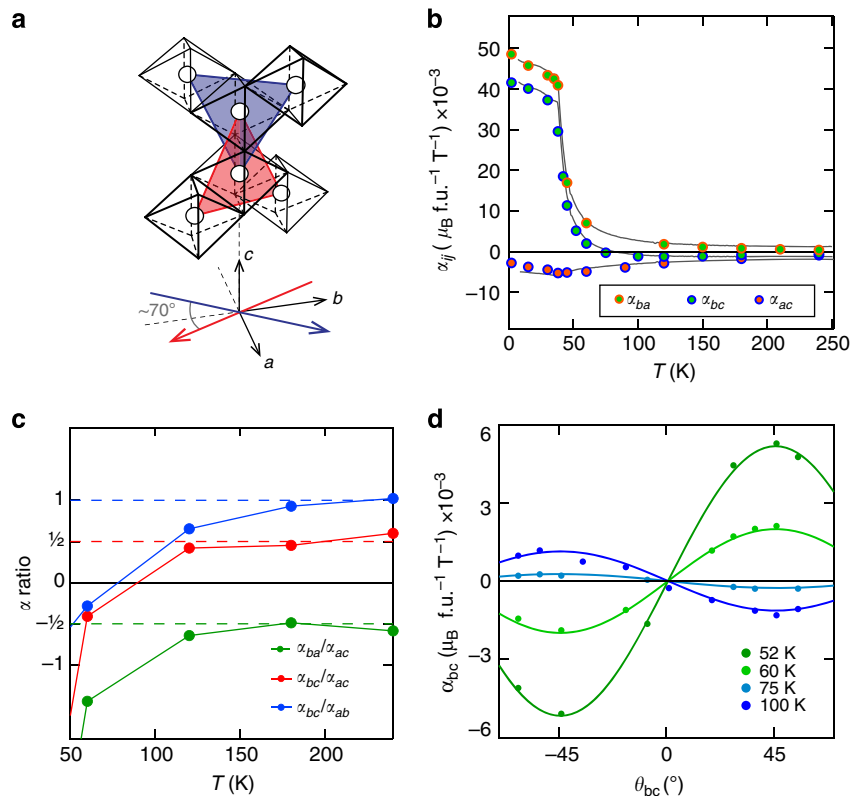 a
c
b
a
~70°
b
α_ij ( μ_B f.u.⁻¹ T⁻¹) ×10⁻³
50
40
30
20
10
0
−10
α_ba α_bc α_ac
0 50 100 150 200 250
T (K)
c
100 150 200
α ratio
1
½
0
−½
−1
α_ba/α_ac
α_bc/α_ac
α_bc/α_ab
50 100 150 200
T (K)
d
α_bc (μ_B f.u.⁻¹ T⁻¹) ×10⁻³
6
3
0
−3
−6
52 K
60 K
75 K
100 K
−45 0 45
θ_bc (°)